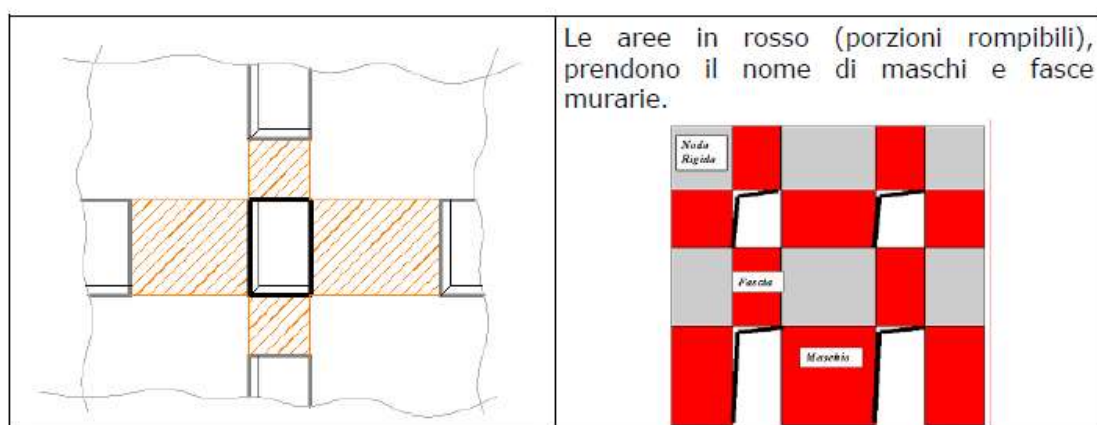 Le aree in rosso (porzioni rompibili),
prendono il nome di maschi e fasce
murarie.
Nodo
Rigido
Fascia
Maschio